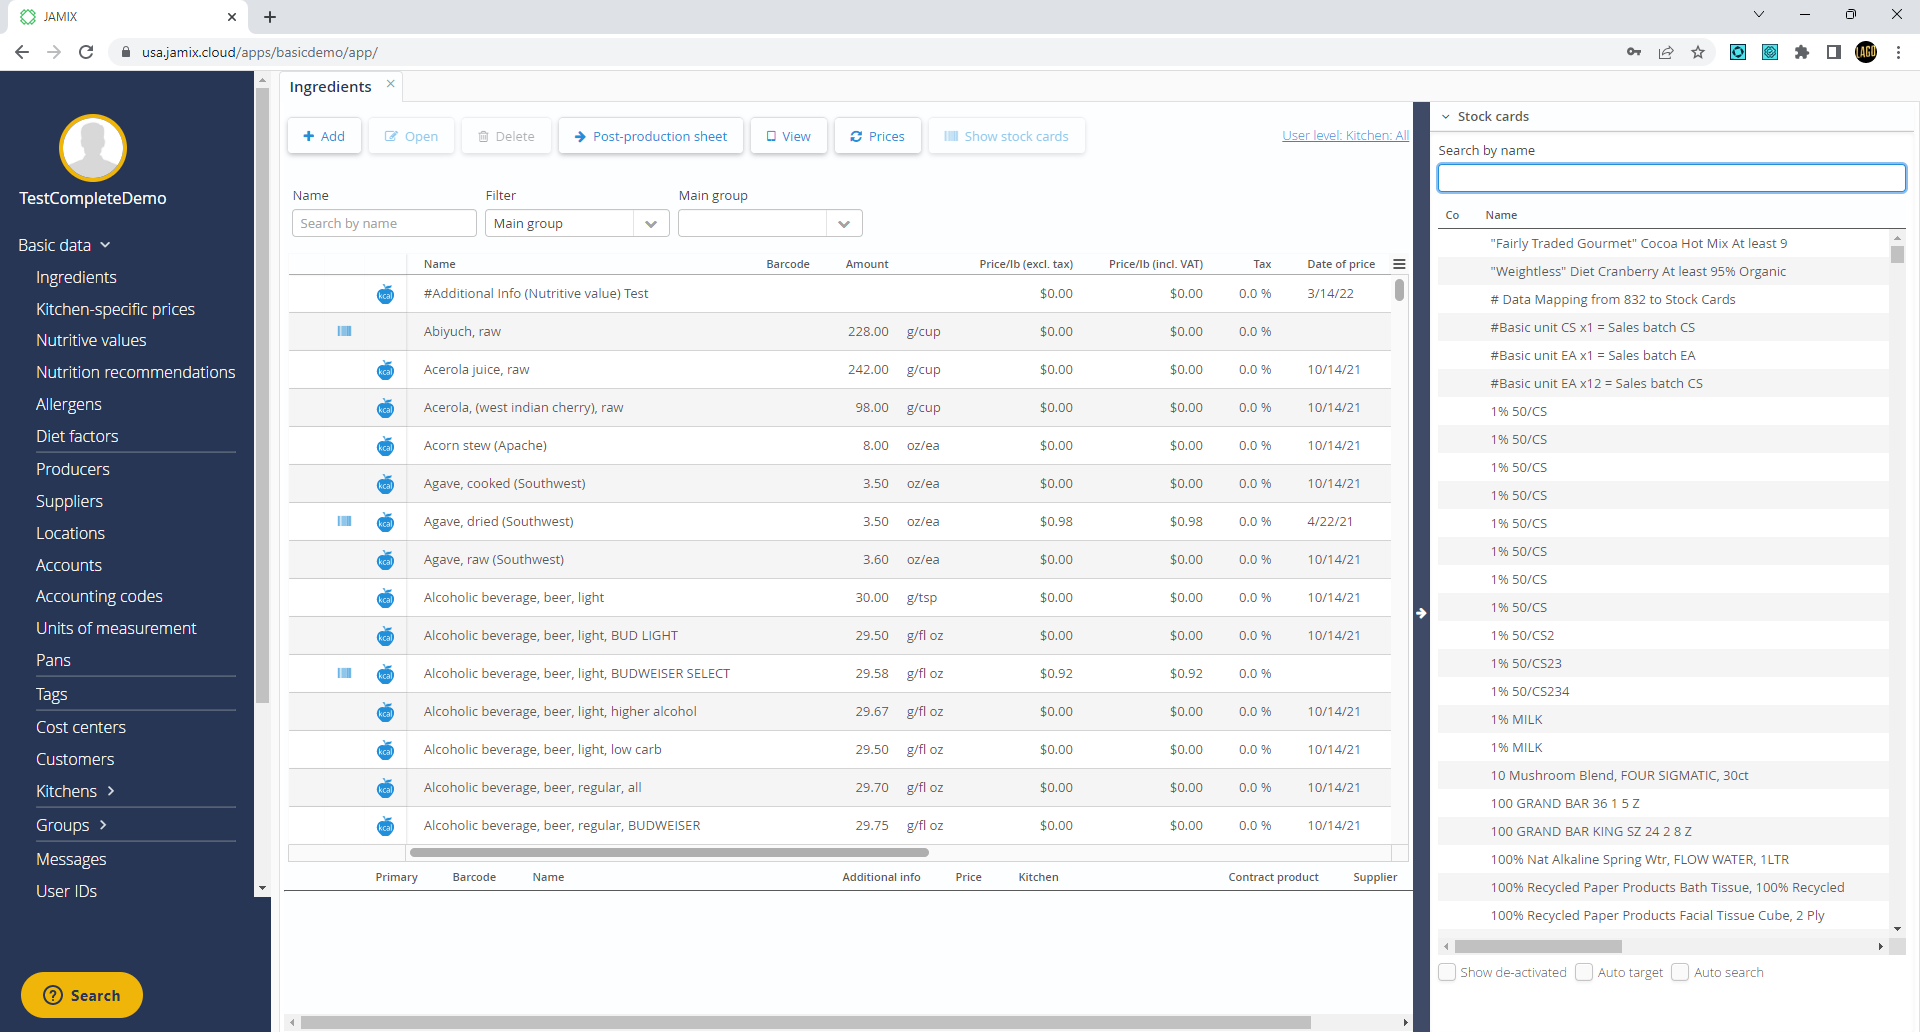 JAMIX
usa.jamix.cloud/apps/basicdemo/app/
LAGO
TestCompleteDemo
Basic data
Ingredients
Kitchen-specific prices
Nutritive values
Nutrition recommendations
Allergens
Diet factors
Producers
Suppliers
Locations
Accounts
Accounting codes
Units of measurement
Pans
Tags
Cost centers
Customers
Kitchens
Groups
Messages
User IDs
Search
Ingredients
Add Open Delete Post-production sheet View Prices Show stock cards User level: Kitchen: All
Name Filter Main group
Search by name Main group
Name Barcode Amount Price/lb (excl. tax) Price/lb (incl. VAT) Tax Date of price
kcal #Additional Info (Nutritive value) Test $0.00 $0.00 0.0 % 3/14/22
Abiyuch, raw 228.00 g/cup $0.00 $0.00 0.0 %
kcal Acerola juice, raw 242.00 g/cup $0.00 $0.00 0.0 % 10/14/21
kcal Acerola, (west indian cherry), raw 98.00 g/cup $0.00 $0.00 0.0 % 10/14/21
kcal Acorn stew (Apache) 8.00 oz/ea $0.00 $0.00 0.0 % 10/14/21
kcal Agave, cooked (Southwest) 3.50 oz/ea $0.00 $0.00 0.0 % 10/14/21
kcal Agave, dried (Southwest) 3.50 oz/ea $0.98 $0.98 0.0 % 4/22/21
kcal Agave, raw (Southwest) 3.60 oz/ea $0.00 $0.00 0.0 % 10/14/21
kcal Alcoholic beverage, beer, light 30.00 g/tsp $0.00 $0.00 0.0 % 10/14/21
kcal Alcoholic beverage, beer, light, BUD LIGHT 29.50 g/fl oz $0.00 $0.00 0.0 % 10/14/21
kcal Alcoholic beverage, beer, light, BUDWEISER SELECT 29.58 g/fl oz $0.92 $0.92 0.0 %
kcal Alcoholic beverage, beer, light, higher alcohol 29.67 g/fl oz $0.00 $0.00 0.0 % 10/14/21
kcal Alcoholic beverage, beer, light, low carb 29.50 g/fl oz $0.00 $0.00 0.0 % 10/14/21
kcal Alcoholic beverage, beer, regular, all 29.70 g/fl oz $0.00 $0.00 0.0 % 10/14/21
kcal Alcoholic beverage, beer, regular, BUDWEISER 29.75 g/fl oz $0.00 $0.00 0.0 % 10/14/21
Primary Barcode Name Additional info Price Kitchen Contract product Supplier
Stock cards
Search by name
Co Name
"Fairly Traded Gourmet" Cocoa Hot Mix At least 9
"Weightless" Diet Cranberry At least 95% Organic
# Data Mapping from 832 to Stock Cards
#Basic unit CS x1 = Sales batch CS
#Basic unit EA x1 = Sales batch EA
#Basic unit EA x12 = Sales batch CS
1% 50/CS
1% 50/CS
1% 50/CS
1% 50/CS
1% 50/CS
1% 50/CS
1% 50/CS
1% 50/CS
1% 50/CS2
1% 50/CS23
1% 50/CS234
1% MILK
1% MILK
10 Mushroom Blend, FOUR SIGMATIC, 30ct
100 GRAND BAR 36 1 5 Z
100 GRAND BAR KING SZ 24 2 8 Z
100% Nat Alkaline Spring Wtr, FLOW WATER, 1LTR
100% Recycled Paper Products Bath Tissue, 100% Recycled
100% Recycled Paper Products Facial Tissue Cube, 2 Ply
Show de-activated Auto target Auto search